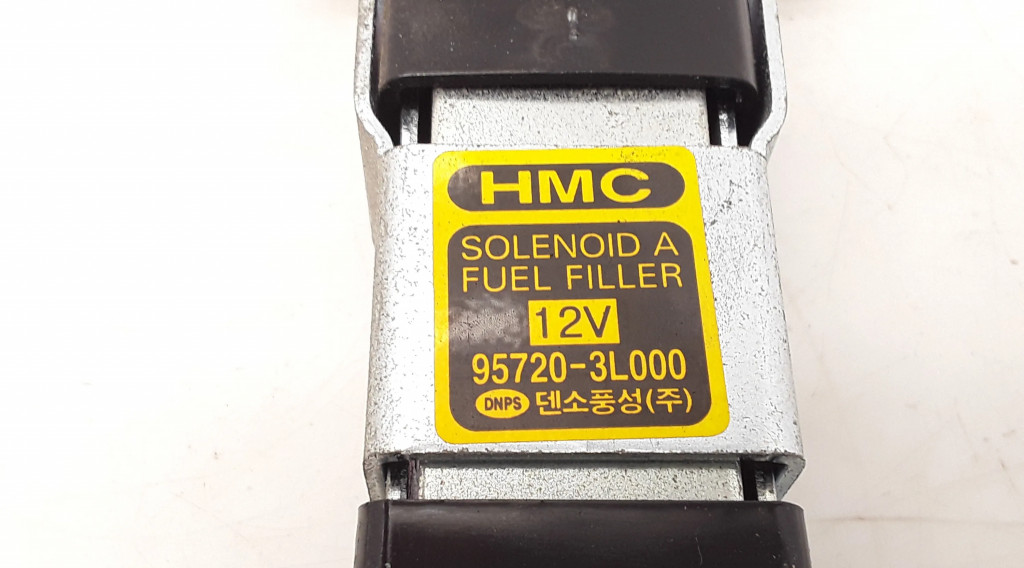 HMC
SOLENOID A
FUEL FILLER
12V
95720-3L000
DNPS 덴소풍성(주)